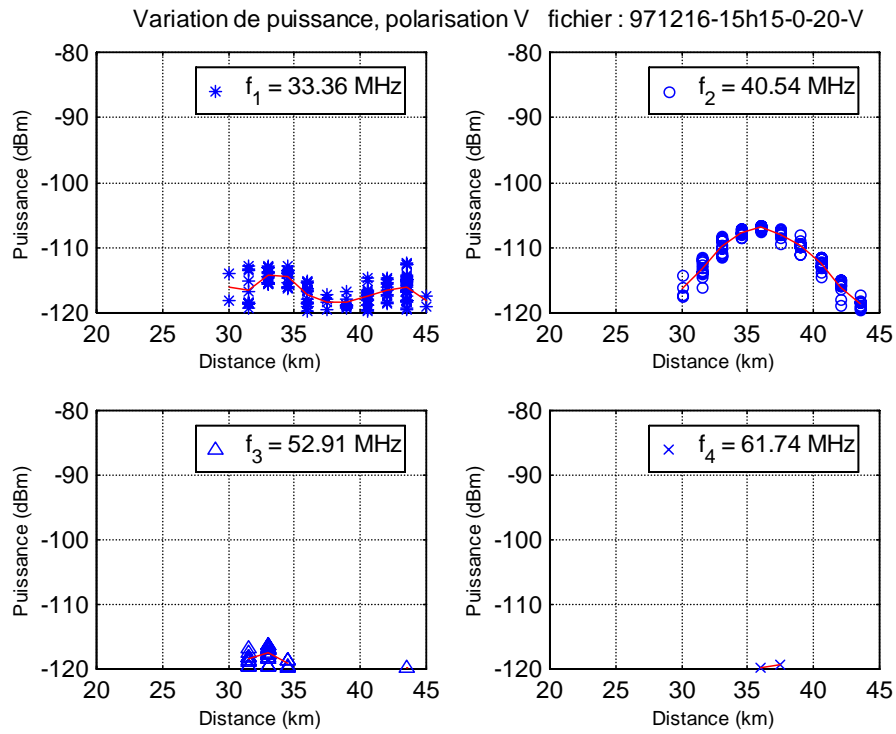 Variation de puissance, polarisation V fichier : 971216-15h15-0-20-V
-80
-90
-100
-110
-120
Puissance (dBm)
f1 = 33.36 MHz
20 25 30 35 40 45
Distance (km)
-80
-90
-100
-110
-120
Puissance (dBm)
f2 = 40.54 MHz
20 25 30 35 40 45
Distance (km)
-80
-90
-100
-110
-120
Puissance (dBm)
f3 = 52.91 MHz
20 25 30 35 40 45
Distance (km)
-80
-90
-100
-110
-120
Puissance (dBm)
f4 = 61.74 MHz
20 25 30 35 40 45
Distance (km)